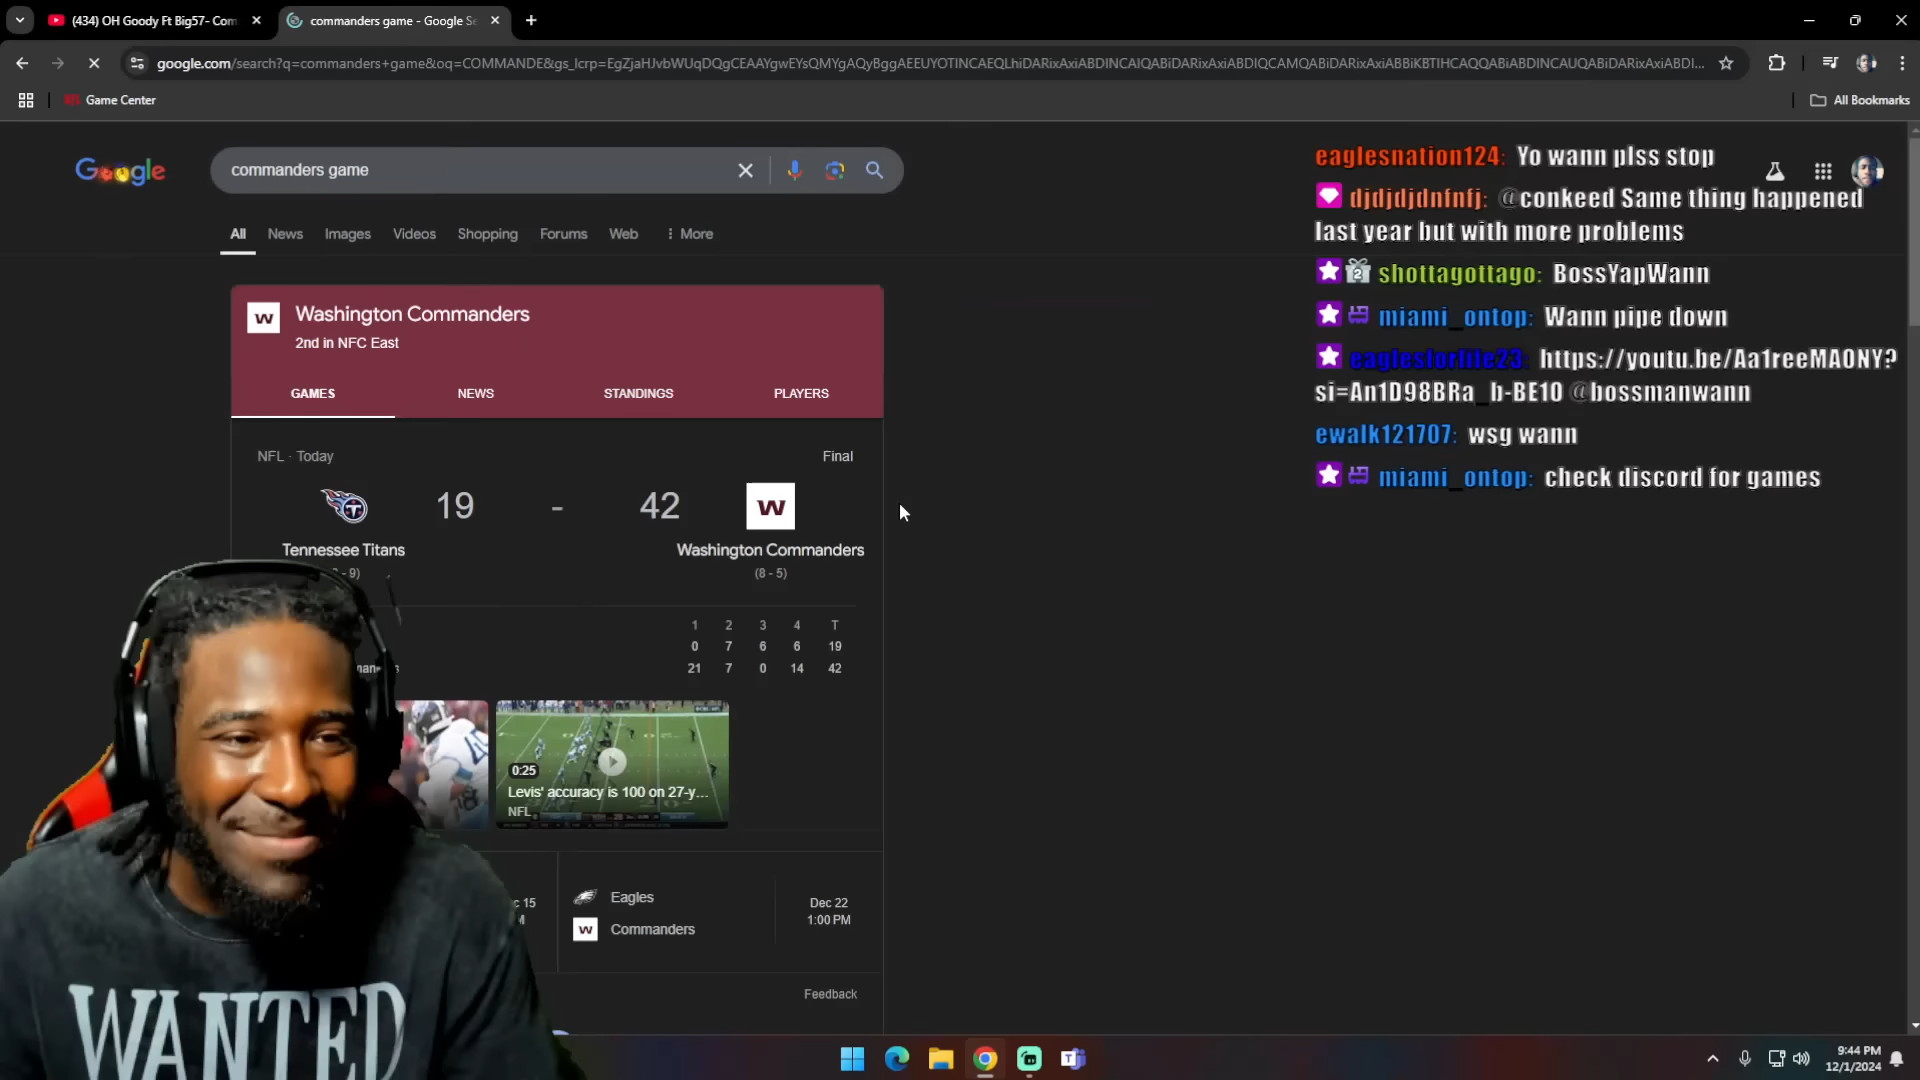 (434) OH Goody Ft Big57- Com
commanders game - Google Se
google.com/search?q=commanders+game&oq=COMMANDE&gs_lcrp=EgZjaHJvbWUqDQgCEAAYgwEYsQMYgAQyBggAEEUYOTINCAEQLhiDARixAxiABDINCAIQABiDARixAxiABDIQCAMQABiDARixAxiABBiKBTIHCAQQABiABDINCAUQABiDARixAxiABDI...
Game Center
All Bookmarks
Google
commanders game
All News Images Videos Shopping Forums Web More
eaglesnation124: Yo wann plss stop
djdjdjdnfnfj: @conkeed Same thing happened
last year but with more problems
2 shottagottago: BossYapWann
miami_ontop: Wann pipe down
eaglesforlife23: https://youtu.be/Aa1reeMAONY?
si=An1D98BRa_b-BE10 @bossmanwann
ewalk121707: wsg wann
miami_ontop: check discord for games
W Washington Commanders
2nd in NFC East
GAMES NEWS STANDINGS PLAYERS
NFL · Today Final
T 19 - 42 W
Tennessee Titans Washington Commanders
- 9) (8 - 5)
1 2 3 4 T
0 7 6 6 19
21 7 0 14 42
0:25
Levis' accuracy is 100 on 27-y...
NFL
15
Eagles
W Commanders
Dec 22
1:00 PM
Feedback
WANTED
9:44 PM
12/1/2024